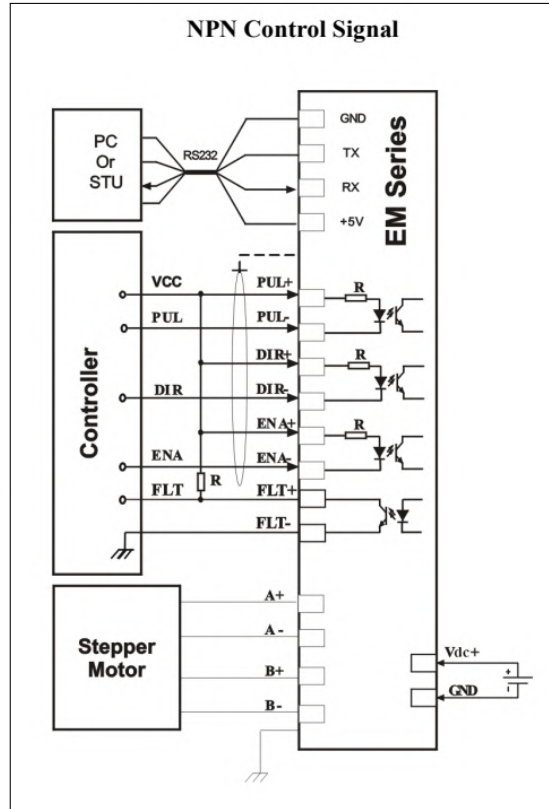 NPN Control Signal
PC
Or
STU
RS232
GND
TX
RX
+5V
EM Series
Controller
VCC
PUL
DIR
ENA
FLT
R
PUL+
PUL-
DIR+
DIR-
ENA+
ENA-
FLT+
FLT-
R
R
R
Stepper
Motor
A+
A-
B+
B-
Vdc+
GND
+
-